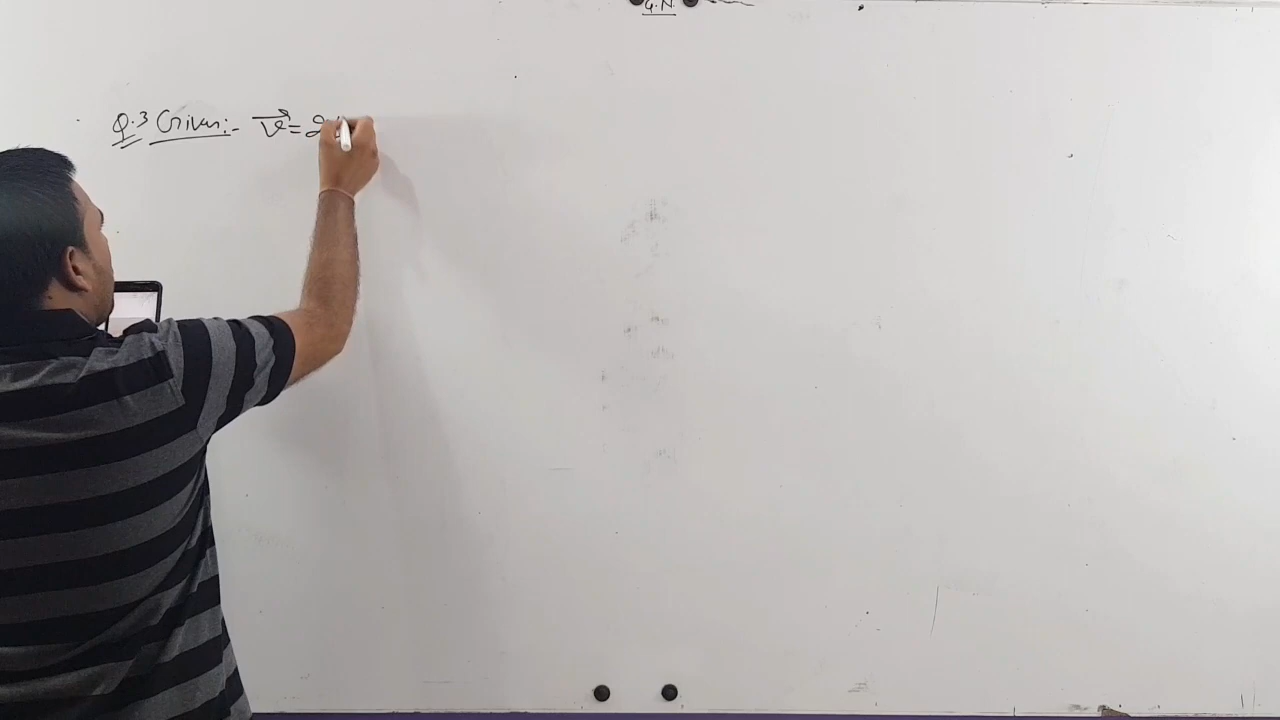 G.N.
Q.3 Given:- v⃗ = 2